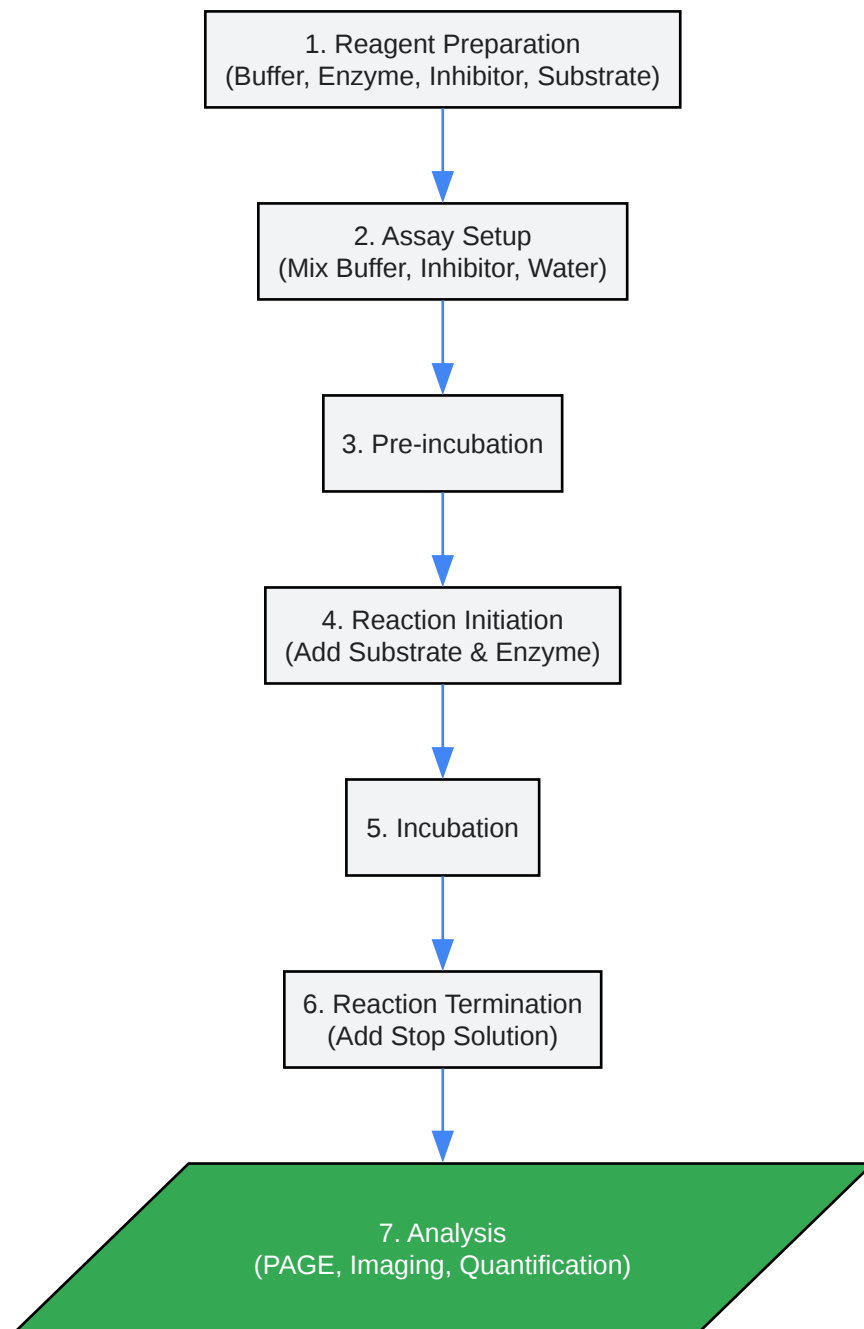 1. Reagent Preparation
(Buffer, Enzyme, Inhibitor, Substrate)
2. Assay Setup
(Mix Buffer, Inhibitor, Water)
3. Pre-incubation
4. Reaction Initiation
(Add Substrate & Enzyme)
5. Incubation
6. Reaction Termination
(Add Stop Solution)
7. Analysis
(PAGE, Imaging, Quantification)